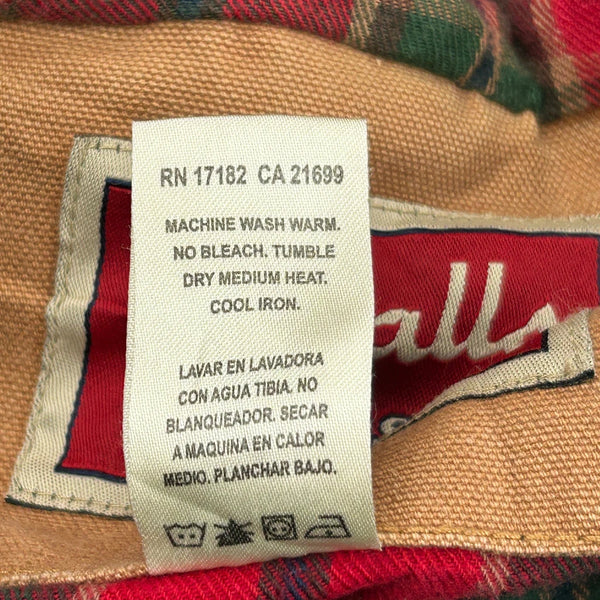 RN 17182 CA 21699
MACHINE WASH WARM.
NO BLEACH. TUMBLE
DRY MEDIUM HEAT.
COOL IRON.
LAVAR EN LAVADORA
CON AGUA TIBIA. NO
BLANQUEADOR. SECAR
A MAQUINA EN CALOR
MEDIO. PLANCHAR BAJO.